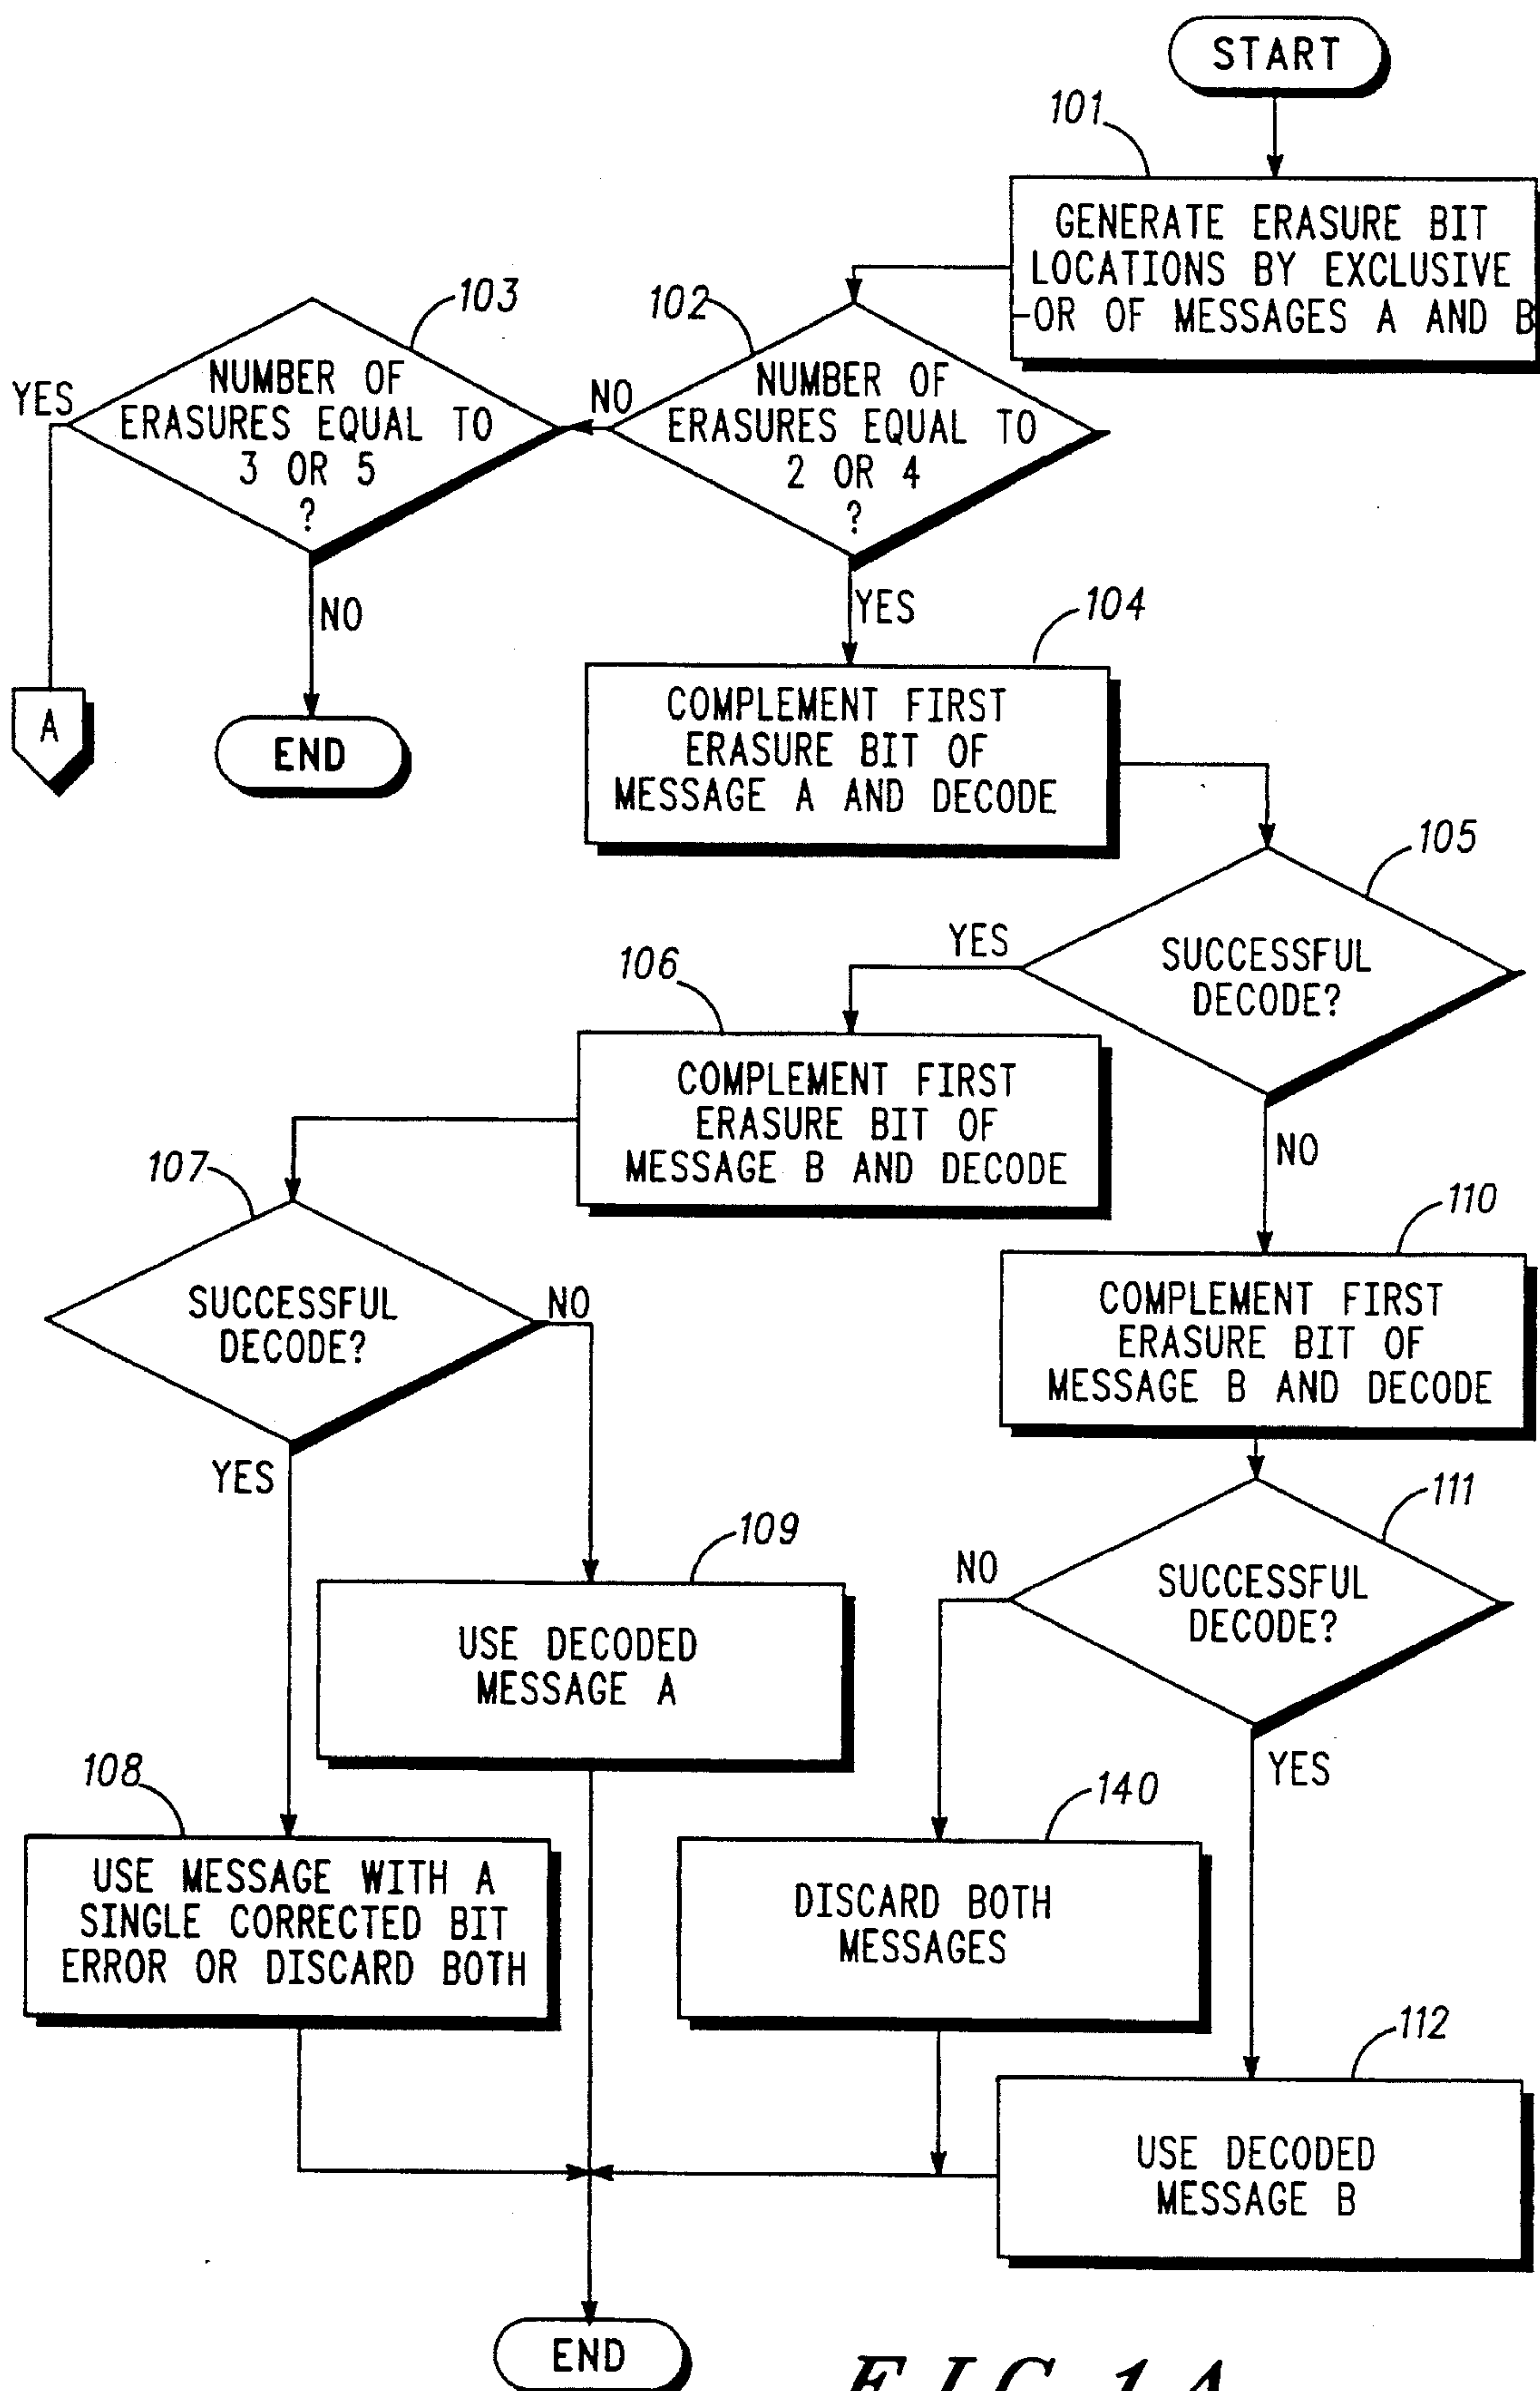 START
101
GENERATE ERASURE BIT
LOCATIONS BY EXCLUSIVE
-OR OF MESSAGES A AND B
103
102
YES
NUMBER OF
ERASURES EQUAL TO
3 OR 5
?
NO
NUMBER OF
ERASURES EQUAL TO
2 OR 4
?
NO
YES
104
A
END
COMPLEMENT FIRST
ERASURE BIT OF
MESSAGE A AND DECODE
105
YES
SUCCESSFUL
DECODE?
106
COMPLEMENT FIRST
ERASURE BIT OF
MESSAGE B AND DECODE
NO
107
110
SUCCESSFUL
DECODE?
NO
COMPLEMENT FIRST
ERASURE BIT OF
MESSAGE B AND DECODE
YES
111
109
NO
SUCCESSFUL
DECODE?
USE DECODED
MESSAGE A
YES
108
140
USE MESSAGE WITH A
SINGLE CORRECTED BIT
ERROR OR DISCARD BOTH
DISCARD BOTH
MESSAGES
112
USE DECODED
MESSAGE B
END
FIG. 1A